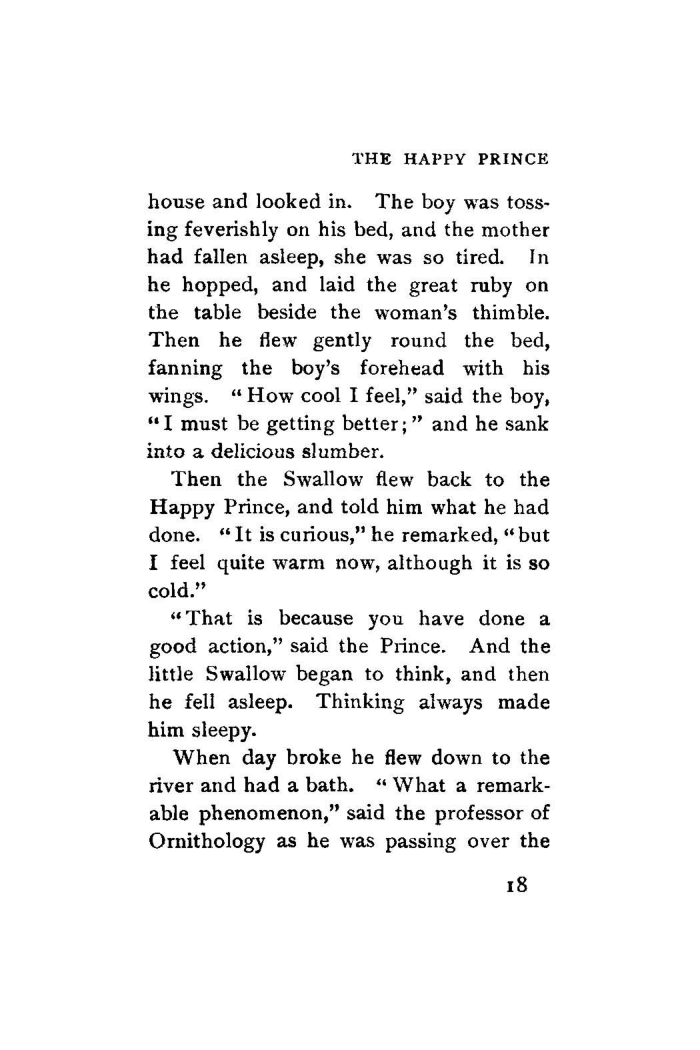 THE HAPPY PRINCE
house and looked in. The boy was toss-
ing feverishly on his bed, and the mother
had fallen asleep, she was so tired. In
he hopped, and laid the great ruby on
the table beside the woman's thimble.
Then he flew gently round the bed,
fanning the boy's forehead with his
wings. "How cool I feel," said the boy,
"I must be getting better;" and he sank
into a delicious slumber.
Then the Swallow flew back to the
Happy Prince, and told him what he had
done. "It is curious," he remarked, "but
I feel quite warm now, although it is so
cold."
"That is because you have done a
good action," said the Prince. And the
little Swallow began to think, and then
he fell asleep. Thinking always made
him sleepy.
When day broke he flew down to the
river and had a bath. "What a remark-
able phenomenon," said the professor of
Ornithology as he was passing over the
18